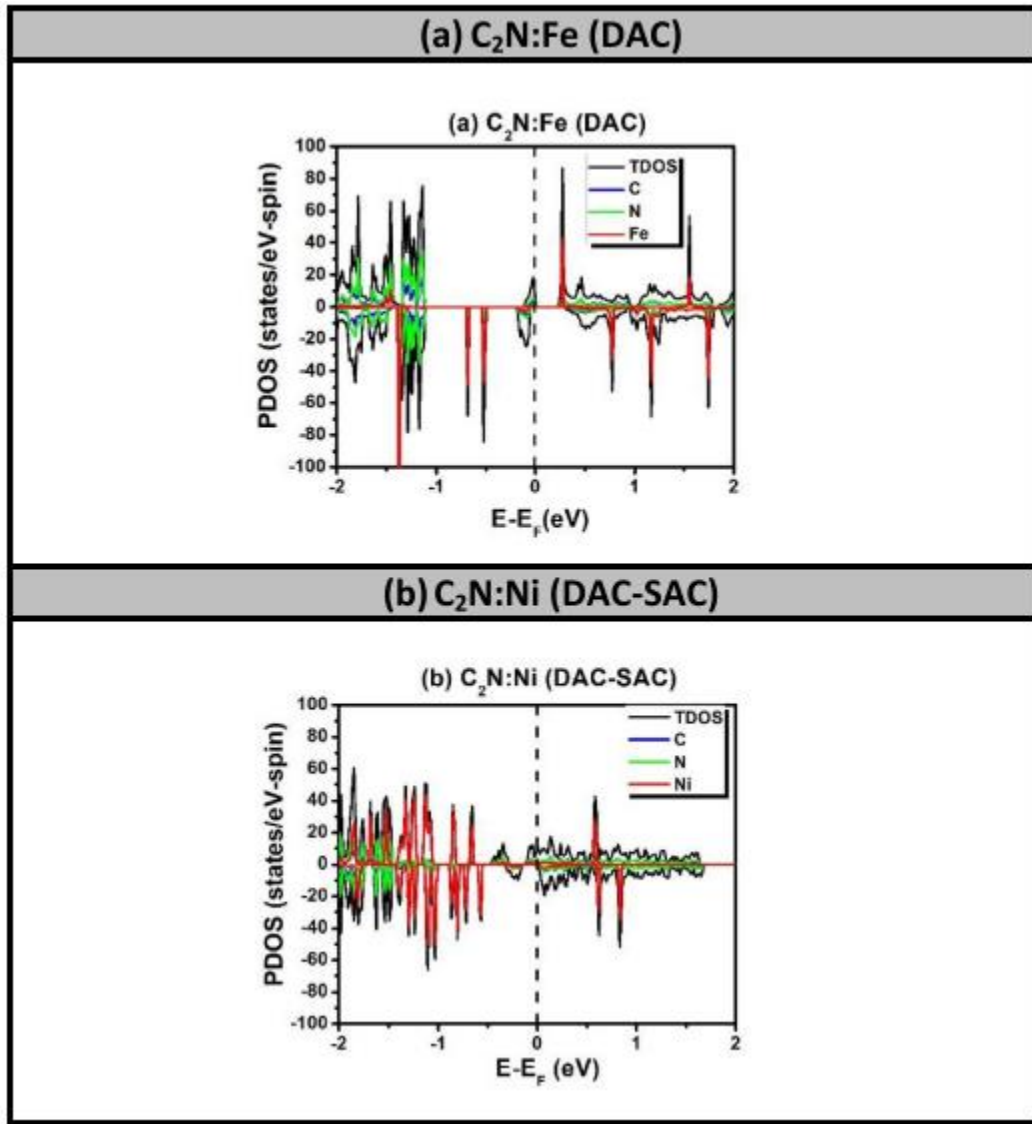 (a) C₂N:Fe (DAC)
(a) C₂N:Fe (DAC)
100
80
60
40
20
0
-20
-40
-60
-80
-100
PDOS (states/eV-spin)
TDOS
C
N
Fe
-2 -1 0 1 2
E-E_F(eV)
(b) C₂N:Ni (DAC-SAC)
(b) C₂N:Ni (DAC-SAC)
100
80
60
40
20
0
-20
-40
-60
-80
-100
PDOS (states/eV-spin)
TDOS
C
N
Ni
-2 -1 0 1 2
E-E_F (eV)